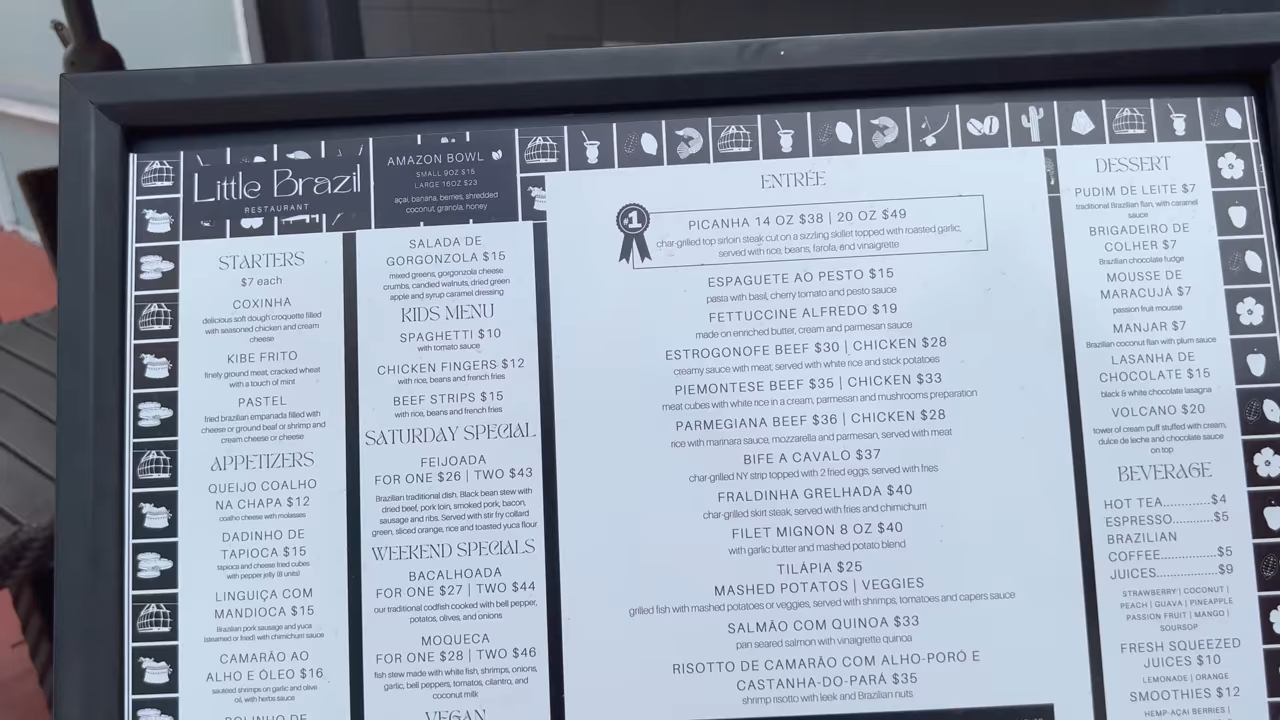 Little Brazil
RESTAURANT
AMAZON BOWL
SMALL 9OZ $15
LARGE 16OZ $23
açaí, banana, berries, shredded
coconut, granola, honey
STARTERS
$7 each
COXINHA
delicious soft dough croquette filled
with seasoned chicken and cream
cheese
KIBE FRITO
finely ground meat, cracked wheat
with a touch of mint
PASTEL
fried brazilian empanada filled with
cheese or ground beef or shrimp and
cream cheese or cheese
APPETIZERS
QUEIJO COALHO
NA CHAPA $12
coalho cheese with molasses
DADINHO DE
TAPIOCA $15
tapioca and cheese fried cubes
with pepper jelly (8 units)
LINGUIÇA COM
MANDIOCA $15
Brazilian pork sausage and yuca
(steamed or fried) with chimichurri sauce
CAMARÃO AO
ALHO E ÓLEO $16
sautéed shrimps on garlic and olive
oil, with herbs sauce
BOLINHO DE
SALADA DE
GORGONZOLA $15
mixed greens, gorgonzola cheese
crumbs, candied walnuts, dried green
apple and syrup caramel dressing
KIDS MENU
SPAGHETTI $10
with tomato sauce
CHICKEN FINGERS $12
with rice, beans and french fries
BEEF STRIPS $15
with rice, beans and french fries
SATURDAY SPECIAL
FEIJOADA
FOR ONE $26 | TWO $43
Brazilian traditional dish. Black bean stew with
dried beef, pork loin, smoked pork, bacon,
sausage and ribs. Served with stir fry collard
green, sliced orange, rice and toasted yuca flour
WEEKEND SPECIALS
BACALHOADA
FOR ONE $27 | TWO $44
our traditional codfish cooked with bell pepper,
potatoes, olives, and onions
MOQUECA
FOR ONE $28 | TWO $46
fish stew made with white fish, shrimps, onions,
garlic, bell peppers, tomatos, cilantro, and
coconut milk
VEGAN
ENTRÉE
#1
PICANHA 14 OZ $38 | 20 OZ $49
char-grilled top sirloin steak cut on a sizzling skillet topped with roasted garlic,
served with rice, beans, farofa, end vinaigrette
ESPAGUETE AO PESTO $15
pasta with basil, cherry tomato and pesto sauce
FETTUCCINE ALFREDO $19
made on enriched butter, cream and parmesan sauce
ESTROGONOFE BEEF $30 | CHICKEN $28
creamy sauce with meat, served with white rice and stick potatoes
PIEMONTESE BEEF $35 | CHICKEN $33
meat cubes with white rice in a cream, parmesan and mushrooms preparation
PARMEGIANA BEEF $36 | CHICKEN $28
rice with marinara sauce, mozzarella and parmesan, served with meat
BIFE A CAVALO $37
char-grilled NY strip topped with 2 fried eggs, served with fries
FRALDINHA GRELHADA $40
char-grilled skirt steak, served with fries and chimichurri
FILET MIGNON 8 OZ $40
with garlic butter and mashed potato blend
TILÁPIA $25
MASHED POTATOS | VEGGIES
grilled fish with mashed potatoes or veggies, served with shrimps, tomatoes and capers sauce
SALMÃO COM QUINOA $33
pan seared salmon with vinaigrette quinoa
RISOTTO DE CAMARÃO COM ALHO-PORÓ E
CASTANHA-DO-PARÁ $35
shrimp risotto with leek and Brazilian nuts
DESSERT
PUDIM DE LEITE $7
traditional Brazilian flan, with caramel
sauce
BRIGADEIRO DE
COLHER $7
Brazilian chocolate fudge
MOUSSE DE
MARACUJÁ $7
passion fruit mousse
MANJAR $7
Brazilian coconut flan with plum sauce
LASANHA DE
CHOCOLATE $15
black & white chocolate lasagna
VOLCANO $20
tower of cream puff stuffed with cream,
dulce de leche and chocolate sauce
on top
BEVERAGE
HOT TEA.........$4
ESPRESSO...........$5
BRAZILIAN
COFFEE...............$5
JUICES................$9
STRAWBERRY | COCONUT |
PEACH | GUAVA | PINEAPPLE
PASSION FRUIT | MANGO |
SOURSOP
FRESH SQUEEZED
JUICES $10
LEMONADE | ORANGE
SMOOTHIES $12
HEMP-AÇAÍ BERRIES |